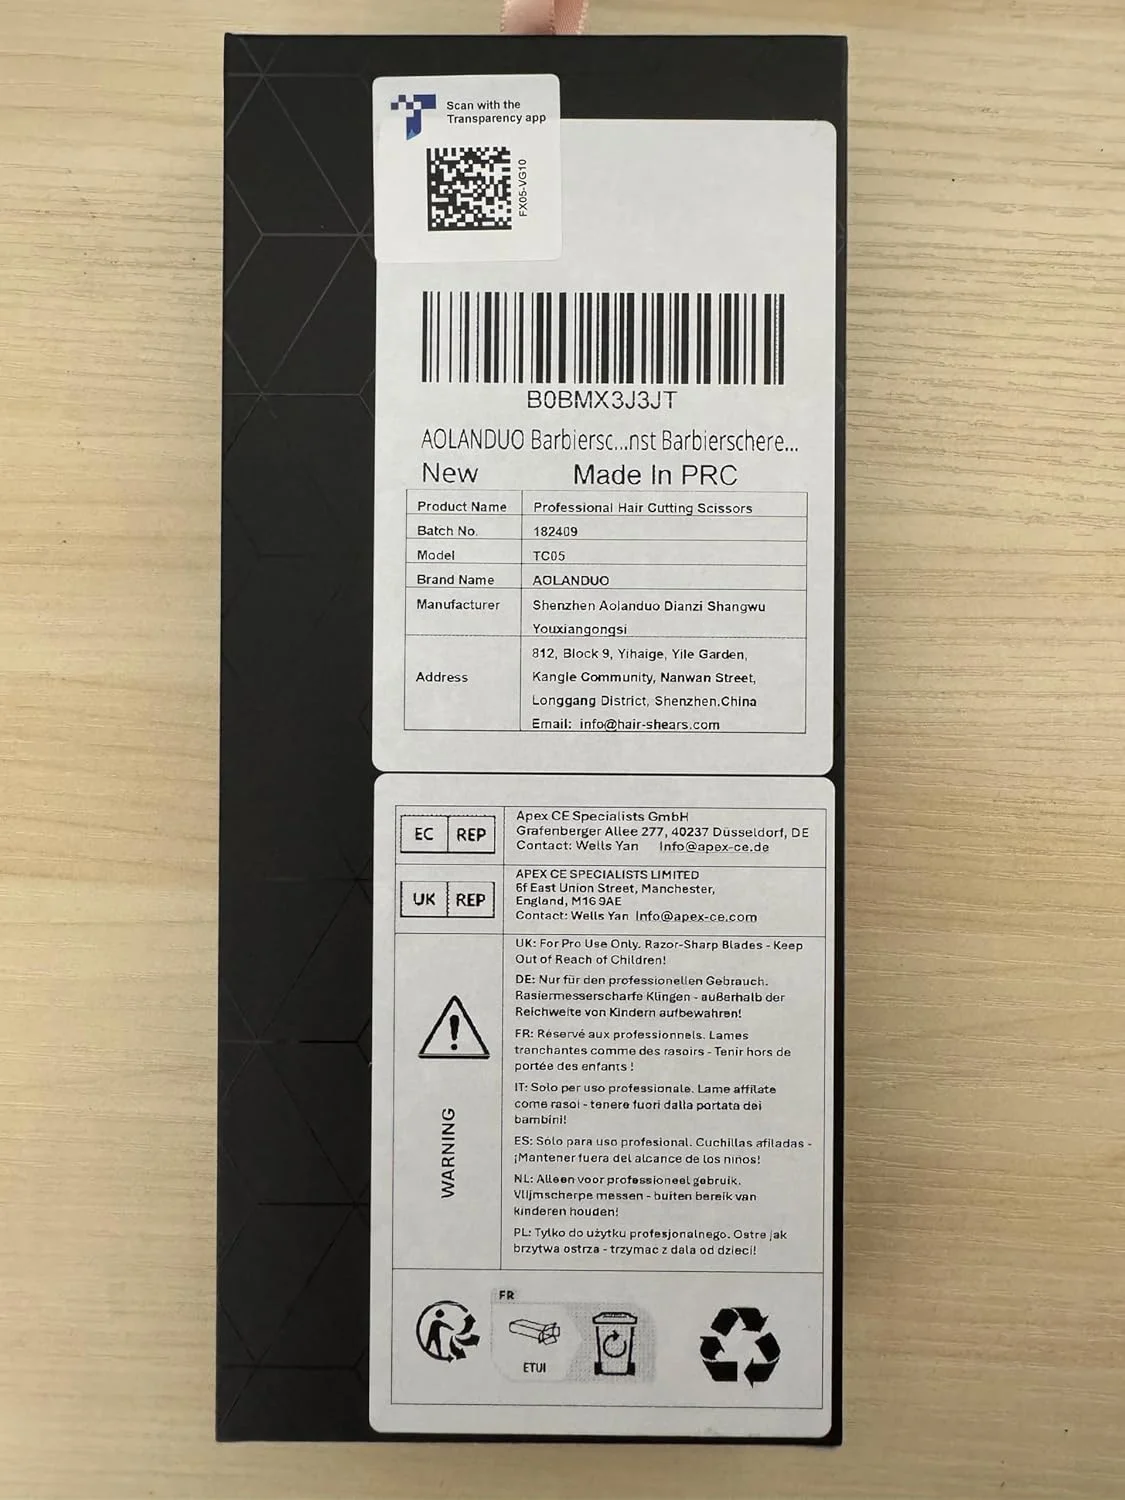 Scan with the
Transparency app
FX05-VG10
B0BMX3J3JT
AOLANDUO Barbiersc...nst Barbierschere...
New Made In PRC
Product Name Professional Hair Cutting Scissors
Batch No. 182409
Model TC05
Brand Name AOLANDUO
Manufacturer Shenzhen Aolanduo Dianzi Shangwu
Youxiangongsi
Address 812, Block 9, Yihaige, Yile Garden,
Kangle Community, Nanwan Street,
Longgang District, Shenzhen,China
Email: info@hair-shears.com
EC REP Apex CE Specialists GmbH
Grafenberger Allee 277, 40237 Düsseldorf, DE
Contact: Wells Yan Info@apex-ce.de
UK REP APEX CE SPECIALISTS LIMITED
6f East Union Street, Manchester,
England, M16 9AE
Contact: Wells Yan Info@apex-ce.com
WARNING
UK: For Pro Use Only. Razor-Sharp Blades - Keep
Out of Reach of Children!
DE: Nur für den professionellen Gebrauch.
Rasiermesserscharfe Klingen - außerhalb der
Reichweite von Kindern aufbewahren!
FR: Réservé aux professionnels. Lames
tranchantes comme des rasoirs - Tenir hors de
portée des enfants !
IT: Solo per uso professionale. Lame affilate
come rasoi - tenere fuori dalla portata dei
bambini!
ES: Solo para uso profesional. Cuchillas afiladas -
¡Mantener fuera del alcance de los niños!
NL: Alleen voor professioneel gebruik.
Vlijmscherpe messen - buiten bereik van
kinderen houden!
PL: Tylko do użytku profesjonalnego. Ostre jak
brzytwa ostrza - trzymać z dala od dzieci!
FR
ETUI